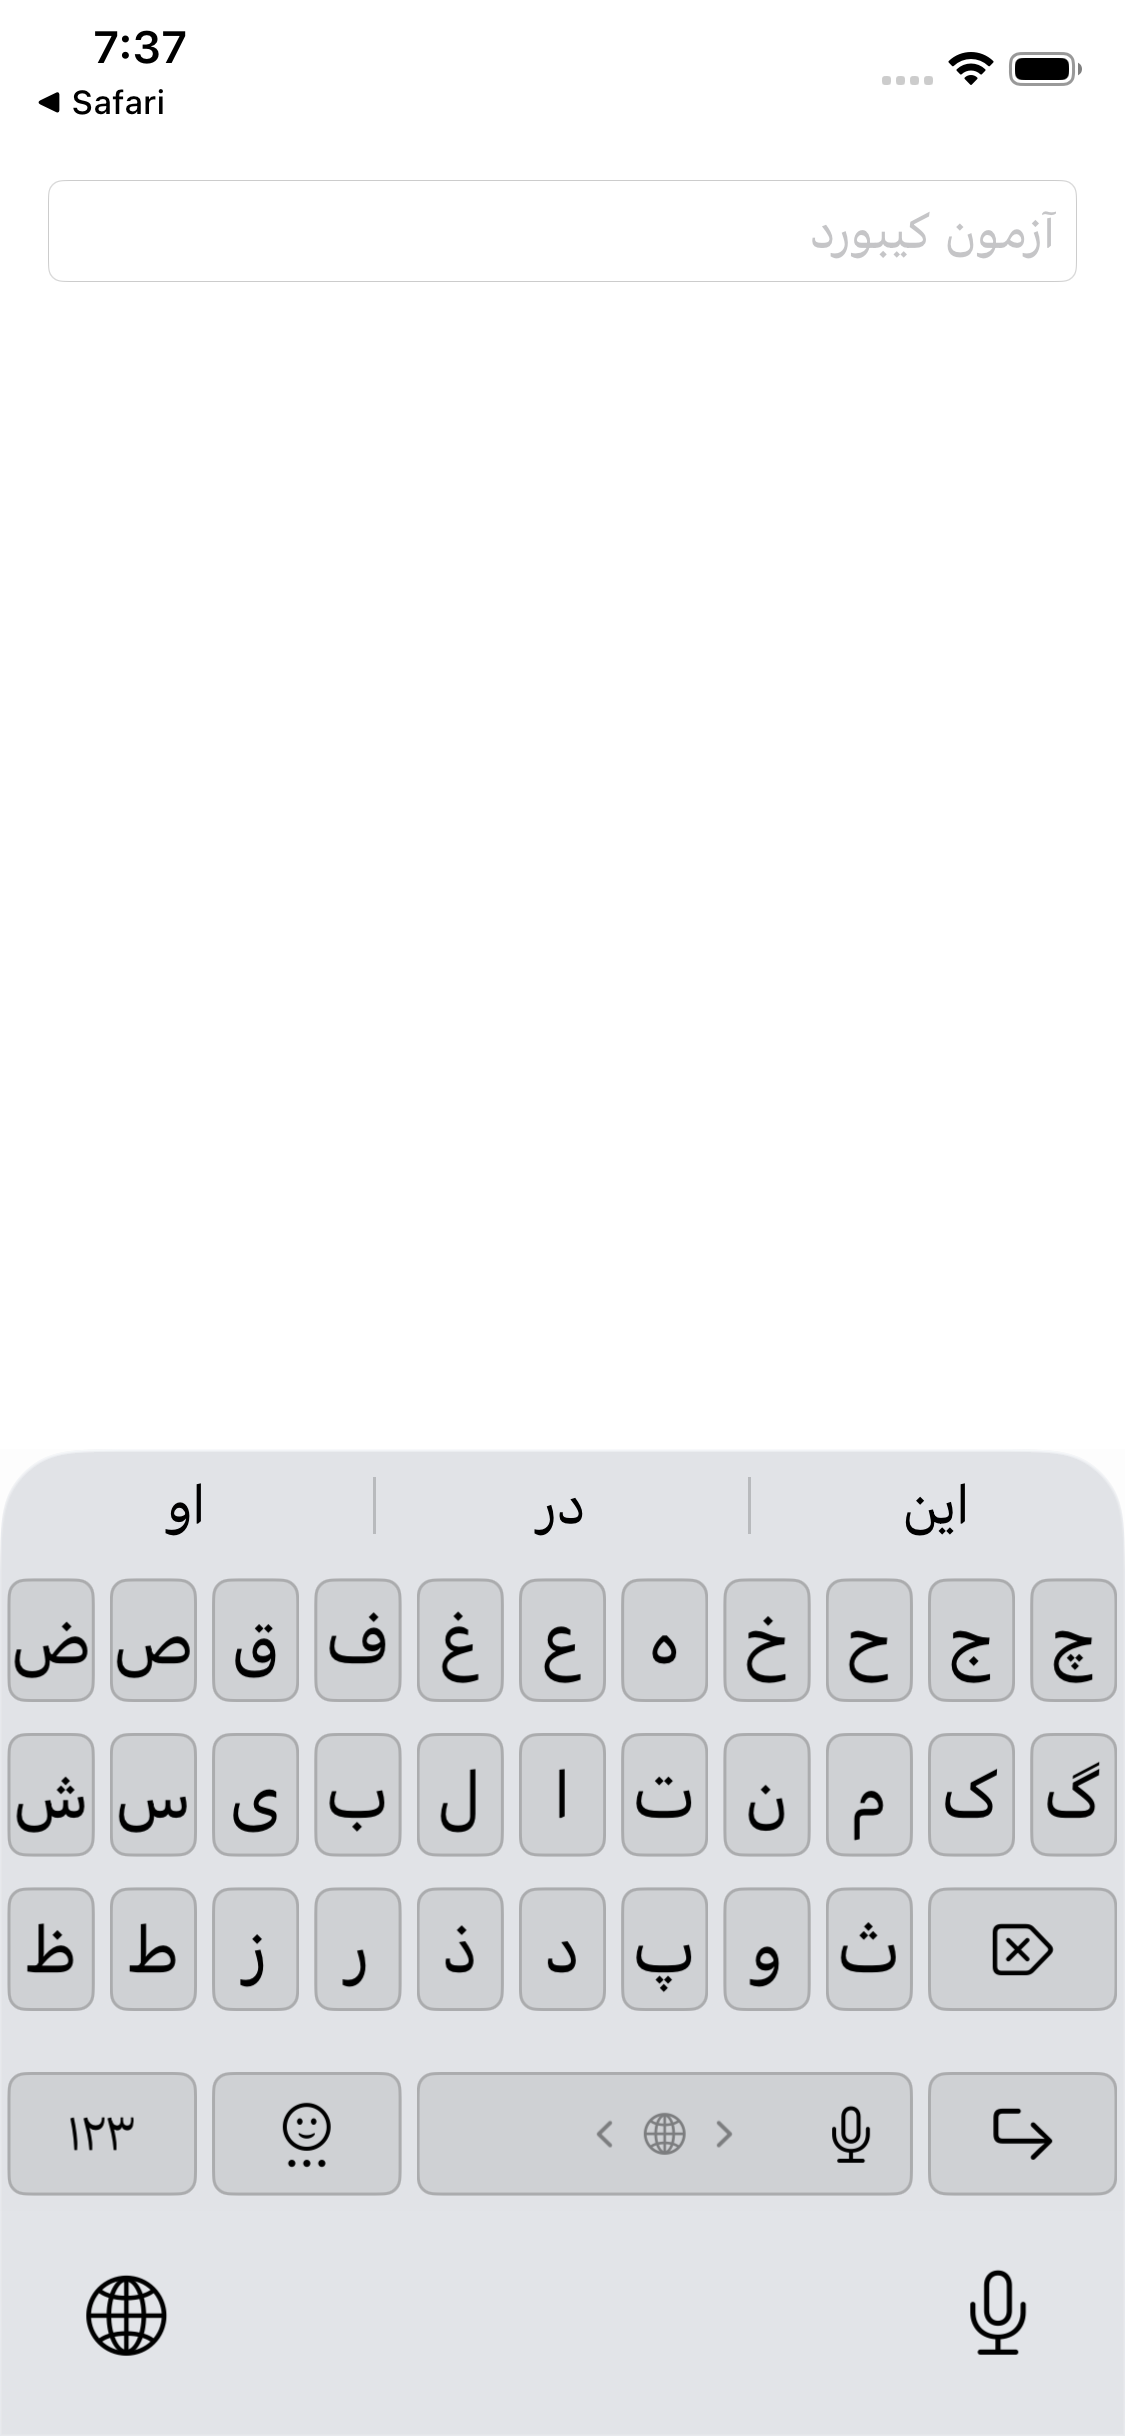 7:37
Safari
آزمون کیبورد
او در این
ض ص ق ف غ ع ه خ ح ج چ
ش س ی ب ل ا ت ن م ک گ
ظ ط ز ر ذ د پ و ث
۱۲۳